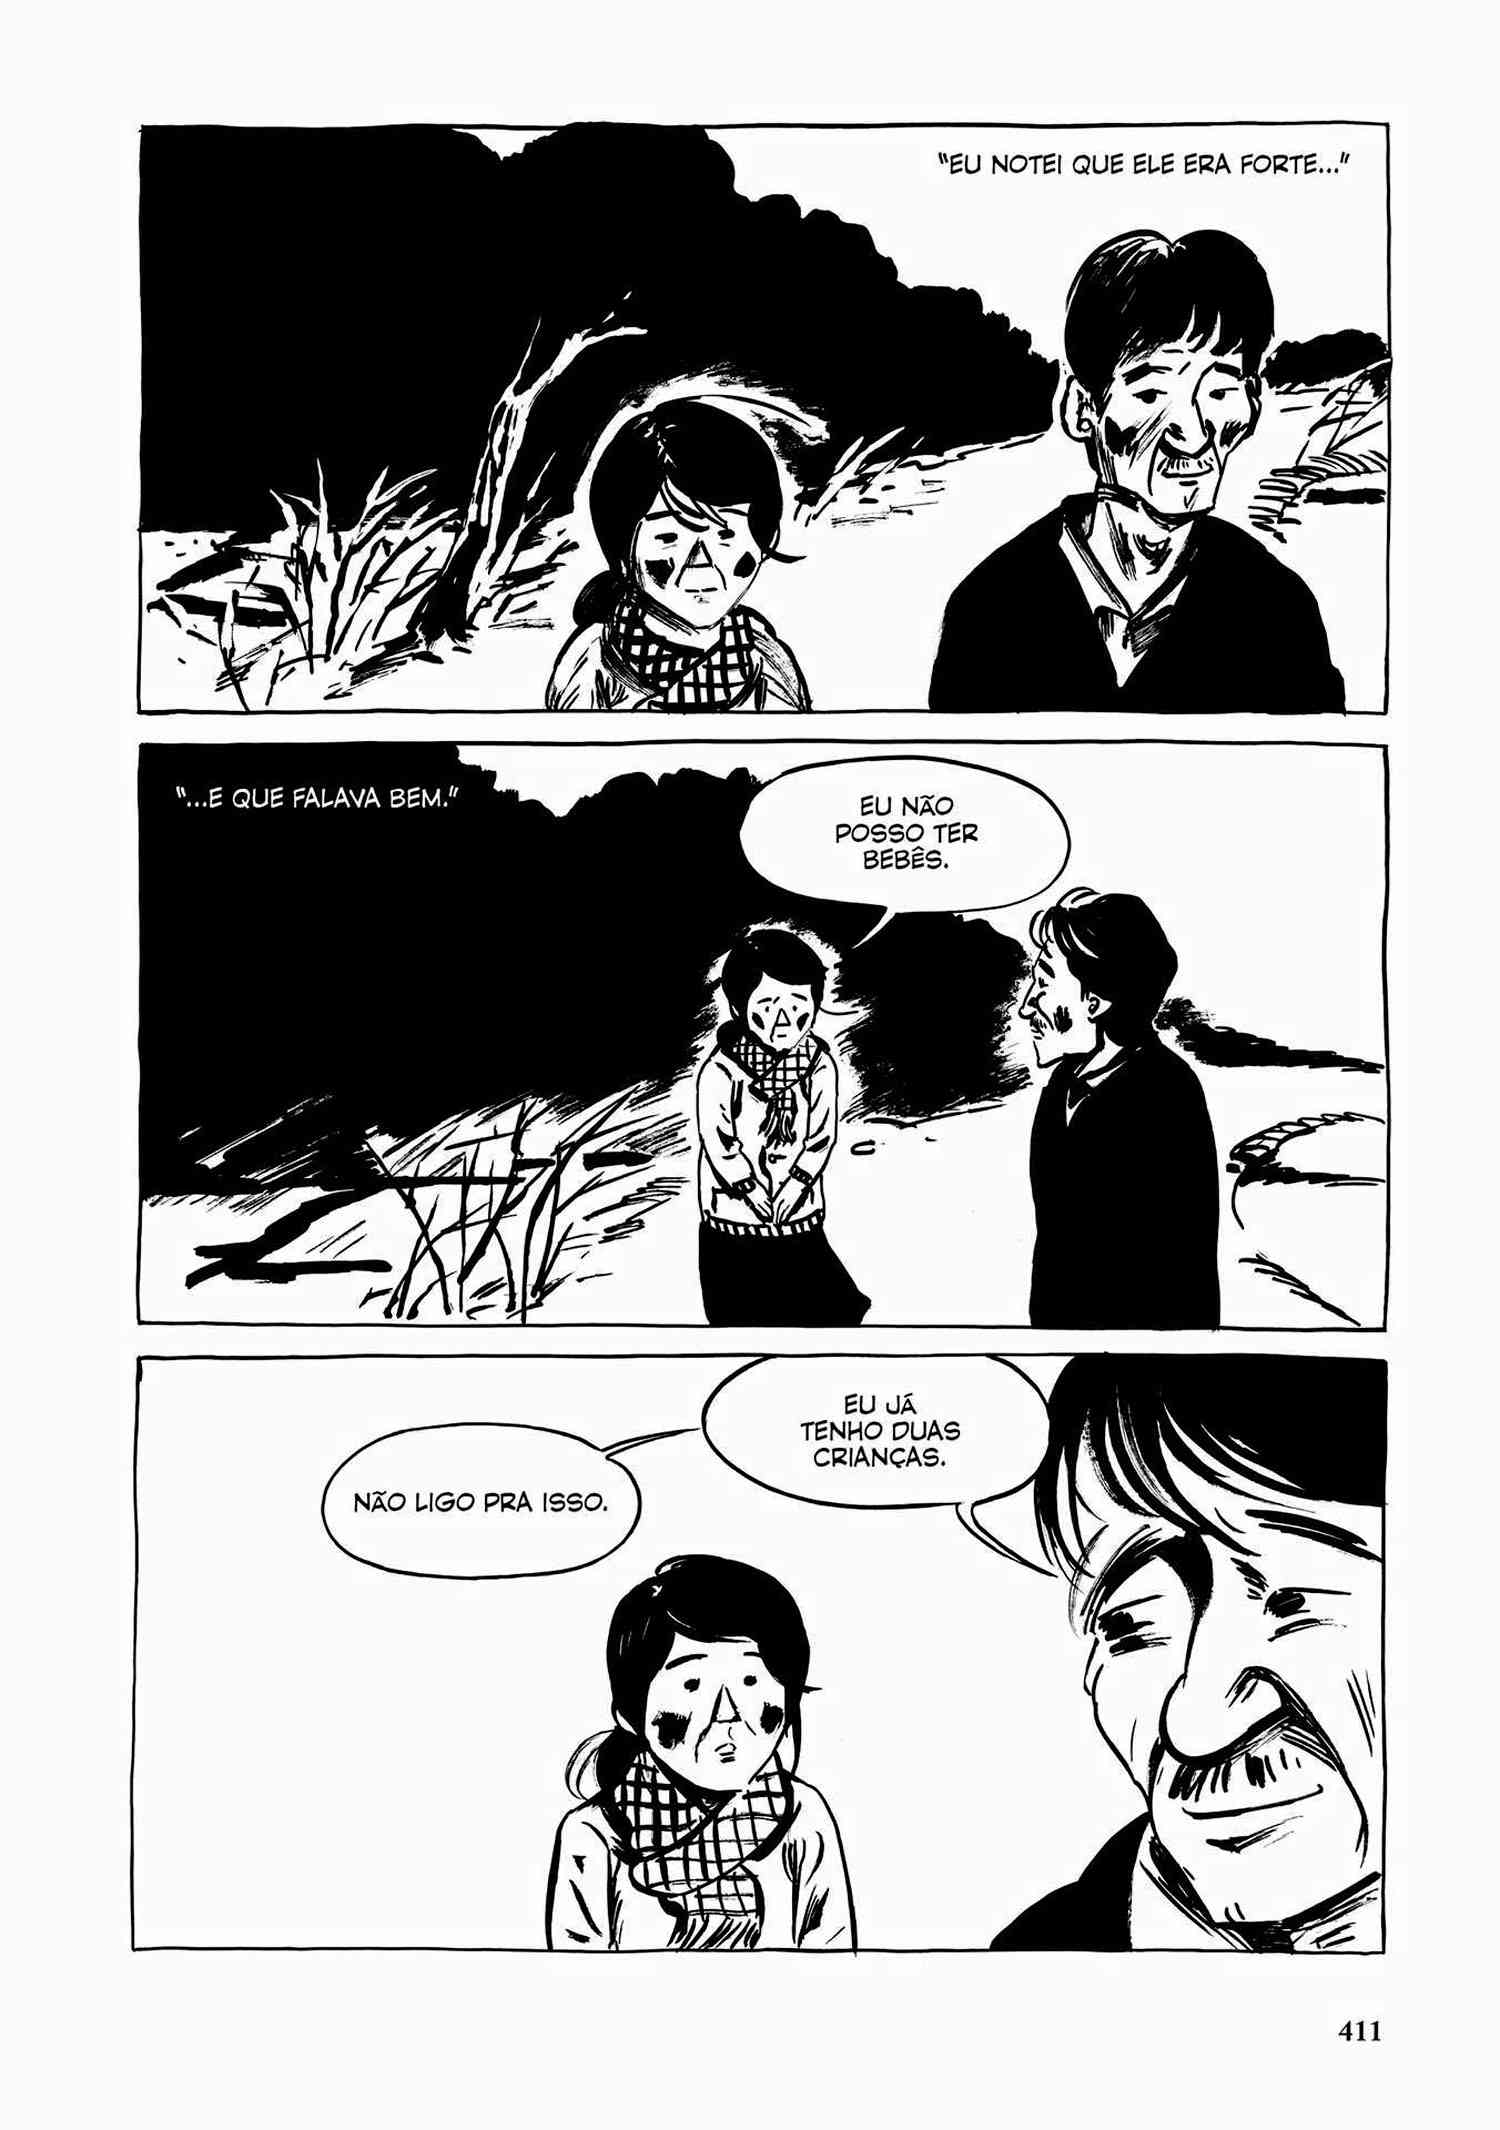 "EU NOTEI QUE ELE ERA FORTE..."
"...E QUE FALAVA BEM."
EU NÃO
POSSO TER
BEBÊS.
NÃO LIGO PRA ISSO.
EU JÁ
TENHO DUAS
CRIANÇAS.
411